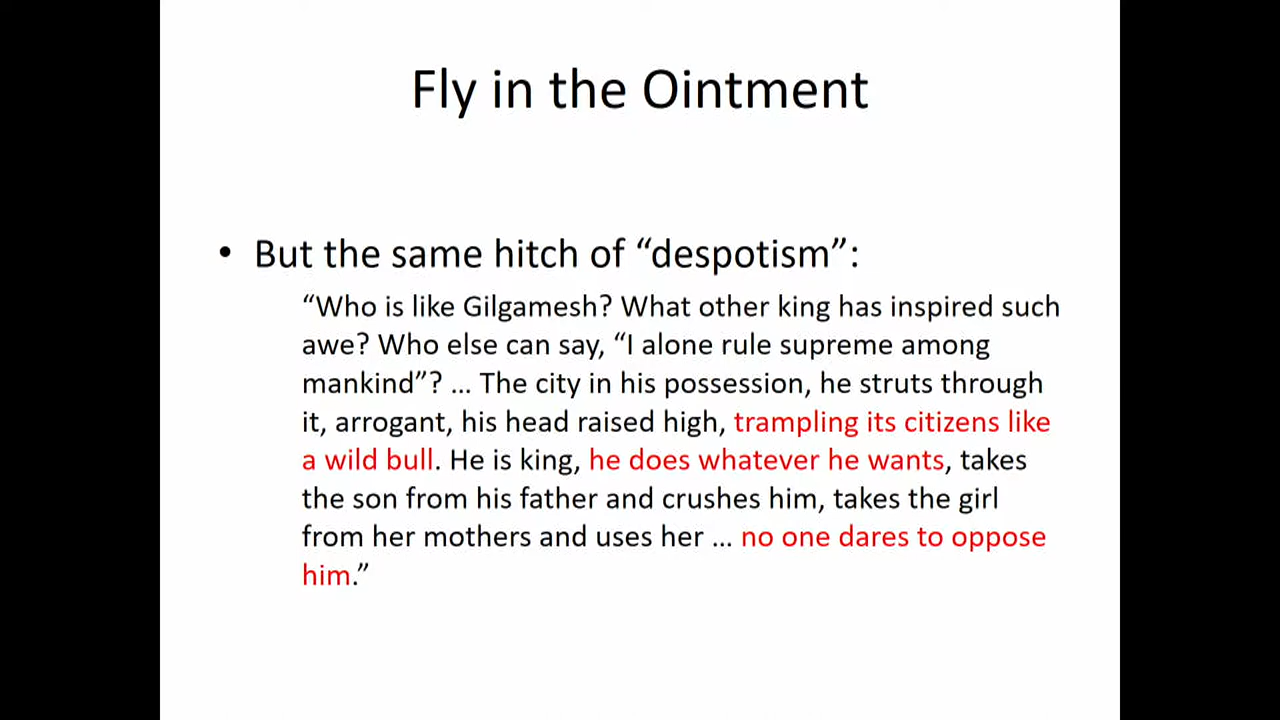 Fly in the Ointment
• But the same hitch of “despotism”:
“Who is like Gilgamesh? What other king has inspired such
awe? Who else can say, “I alone rule supreme among
mankind”? … The city in his possession, he struts through
it, arrogant, his head raised high, trampling its citizens like
a wild bull. He is king, he does whatever he wants, takes
the son from his father and crushes him, takes the girl
from her mothers and uses her … no one dares to oppose
him.”